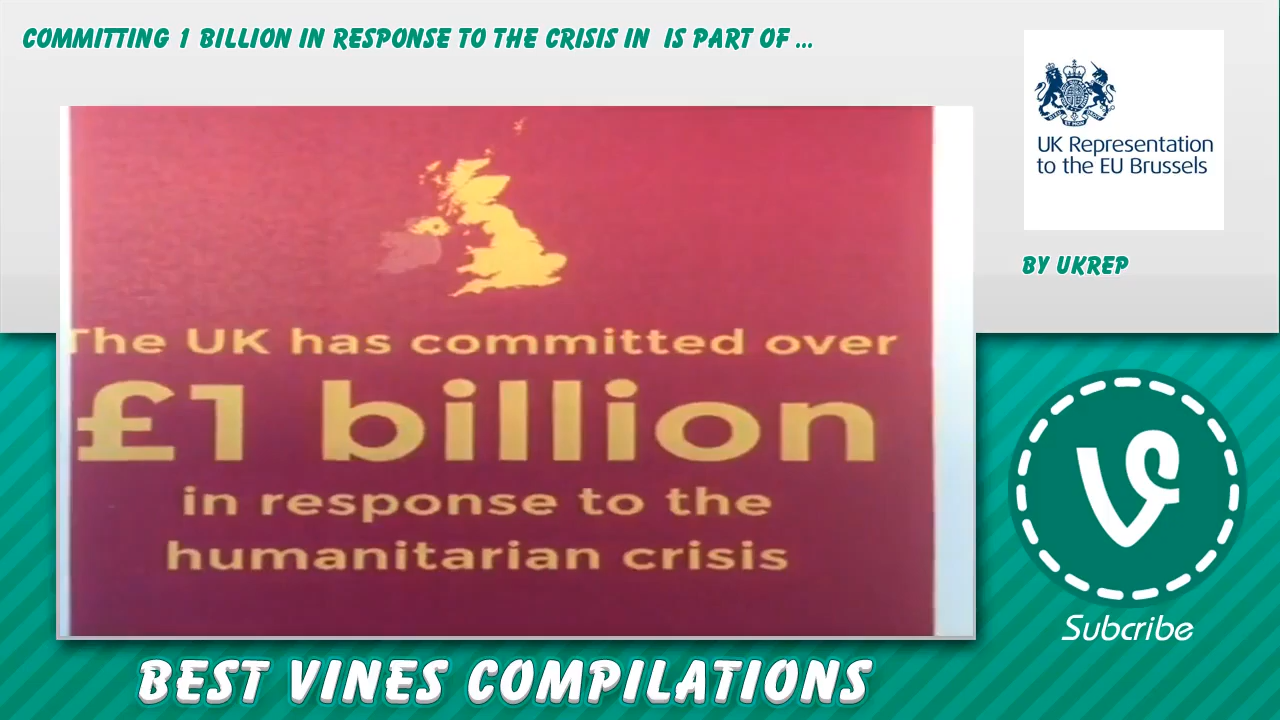 COMMITTING 1 BILLION IN RESPONSE TO THE CRISIS IN  IS PART OF ...
UK Representation
to the EU Brussels
BY UKREP
The UK has committed over
£1 billion
in response to the
humanitarian crisis
Subcribe
BEST VINES COMPILATIONS